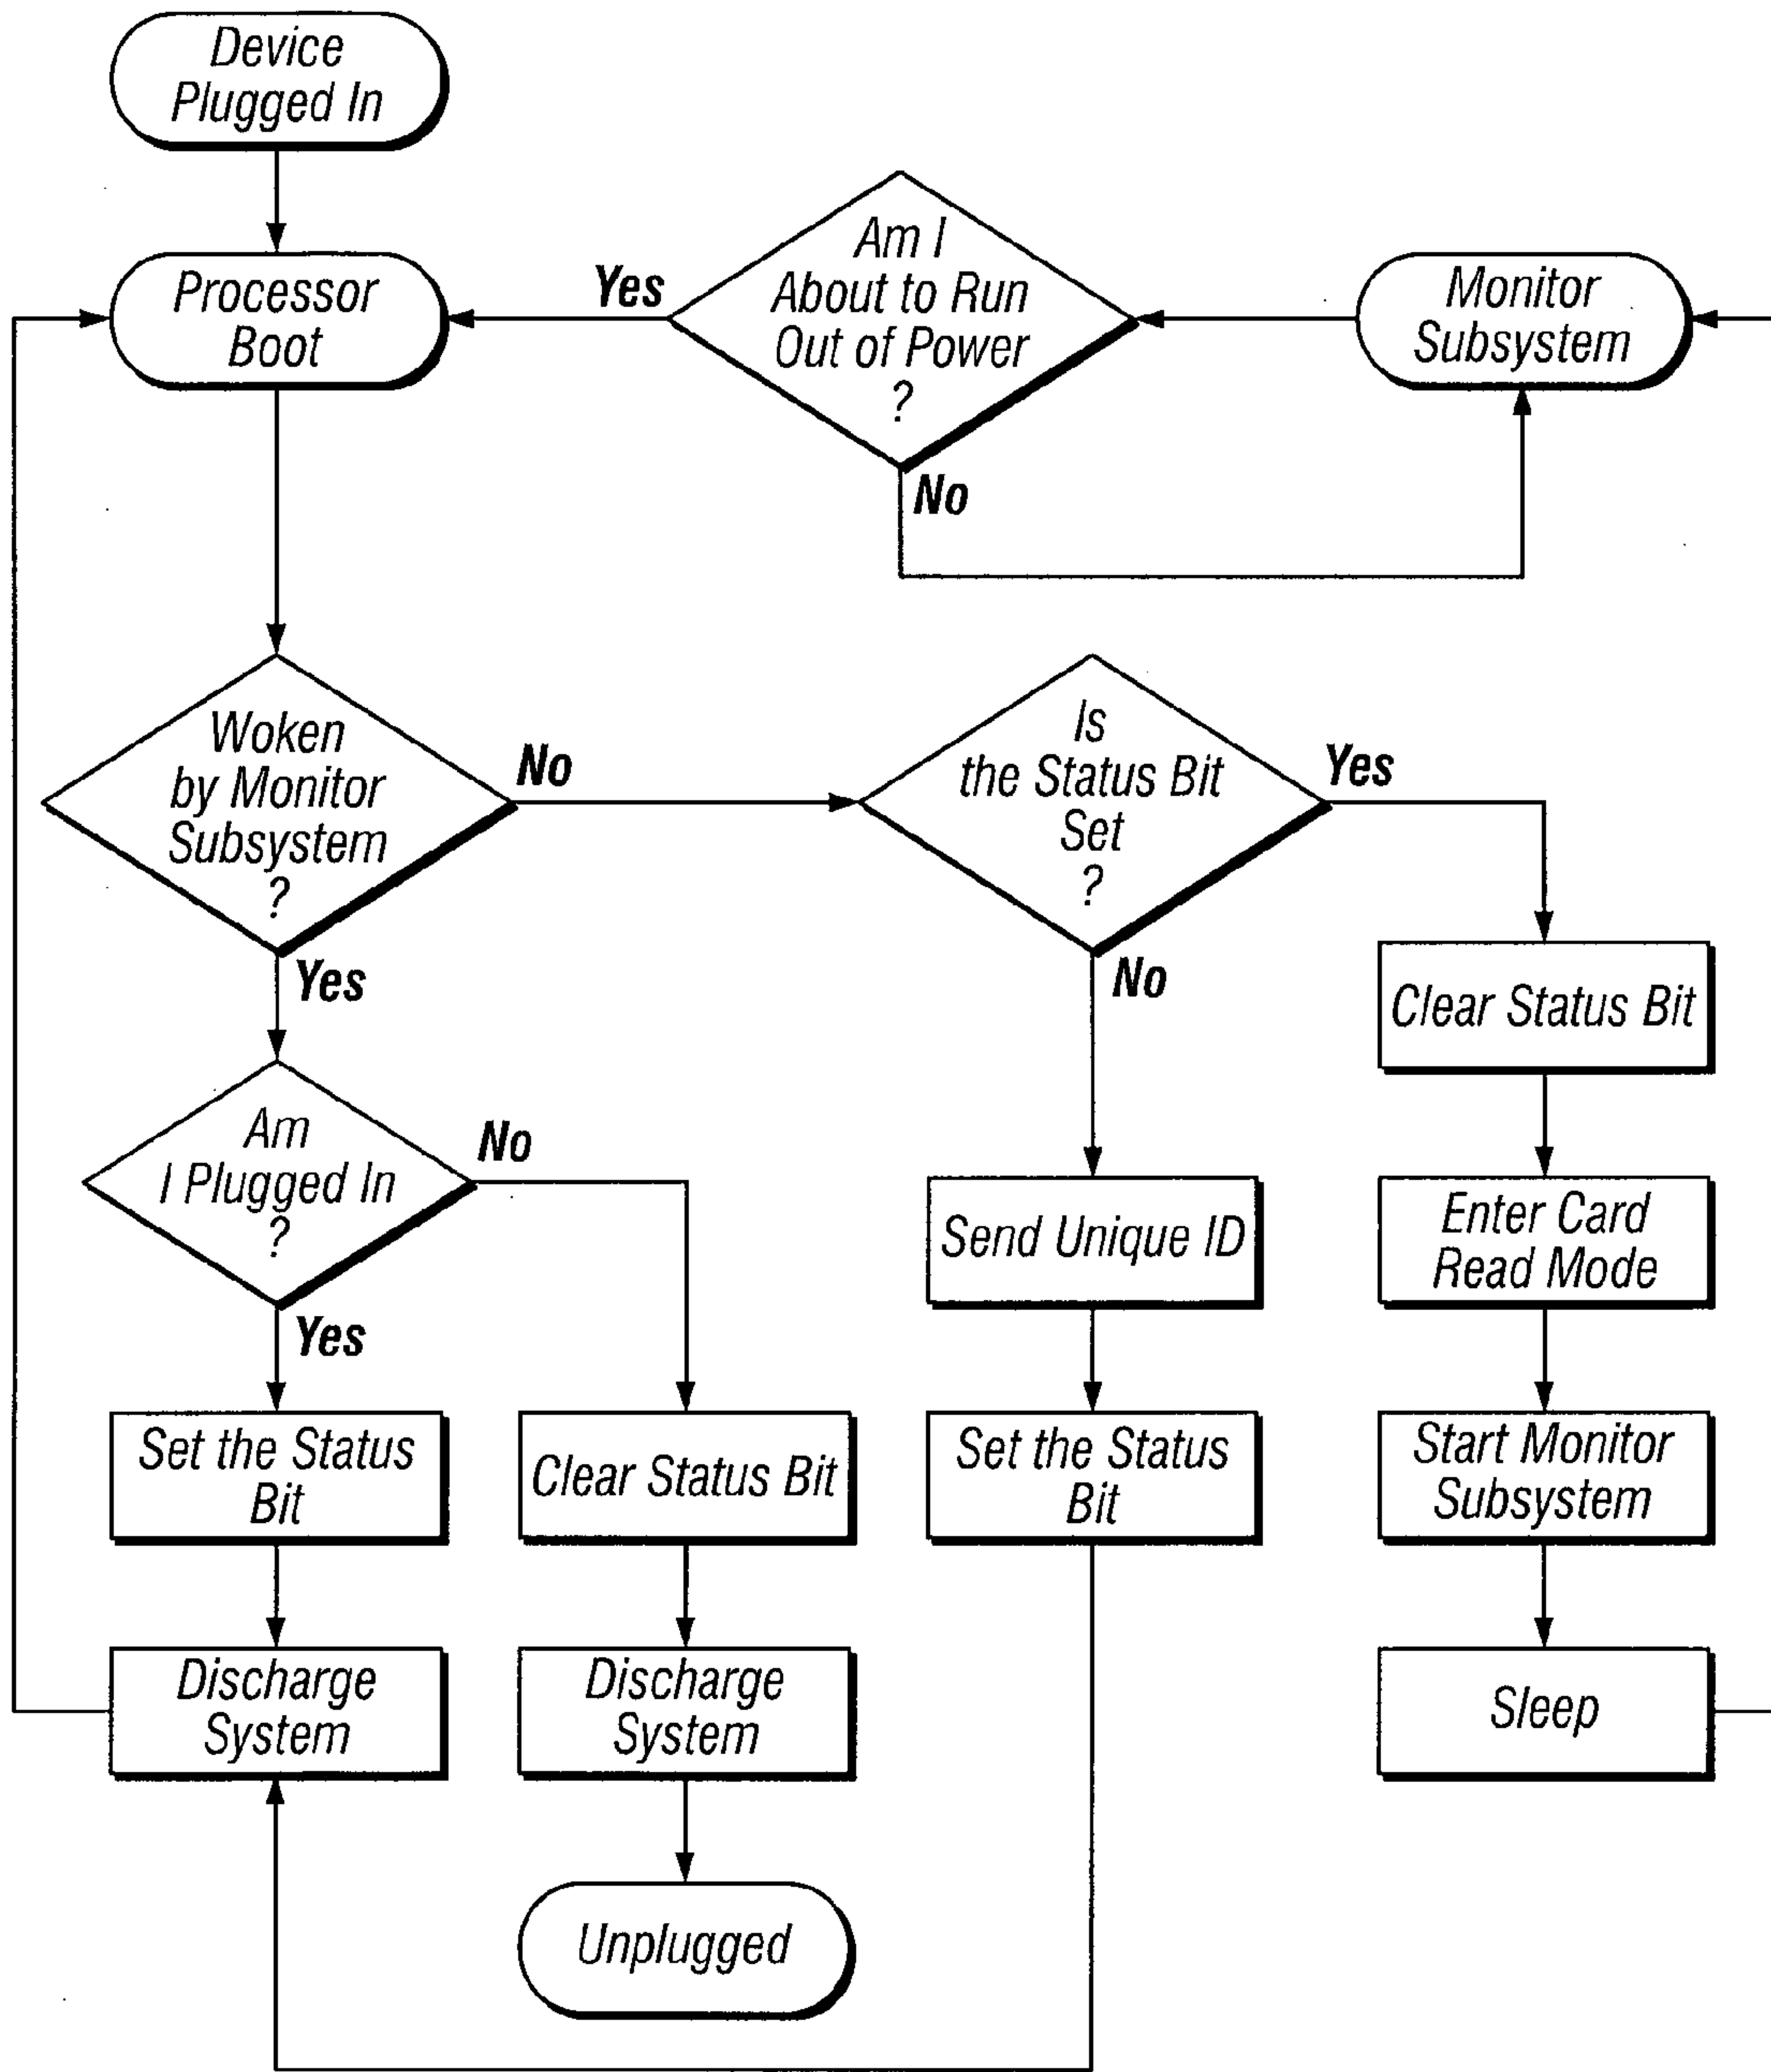 Device
Plugged In
Processor
Boot
Yes
Am I
About to Run
Out of Power
?
No
Monitor
Subsystem
Woken
by Monitor
Subsystem
?
No
Yes
Is
the Status Bit
Set
?
Yes
No
Clear Status Bit
Am
I Plugged In
?
No
Yes
Send Unique ID
Enter Card
Read Mode
Set the Status
Bit
Clear Status Bit
Set the Status
Bit
Start Monitor
Subsystem
Discharge
System
Discharge
System
Sleep
Unplugged